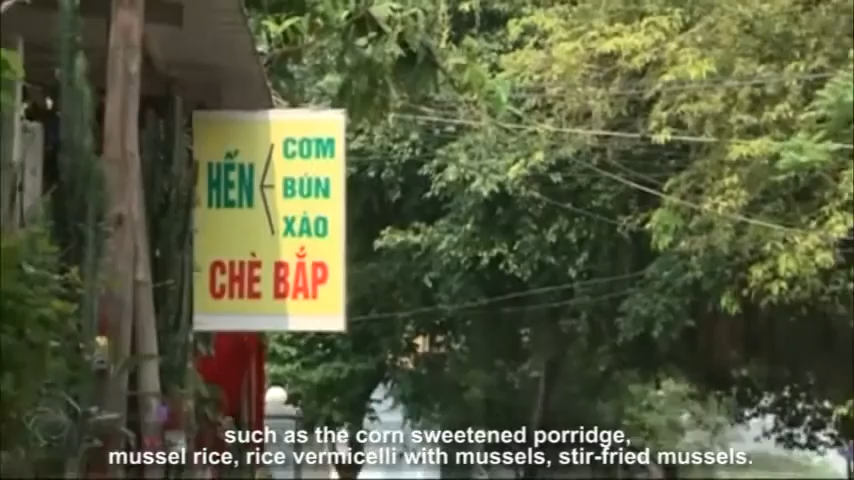 HẾN
CƠM
BÚN
XÀO
CHÈ BẮP
such as the corn sweetened porridge,
mussel rice, rice vermicelli with mussels, stir-fried mussels.